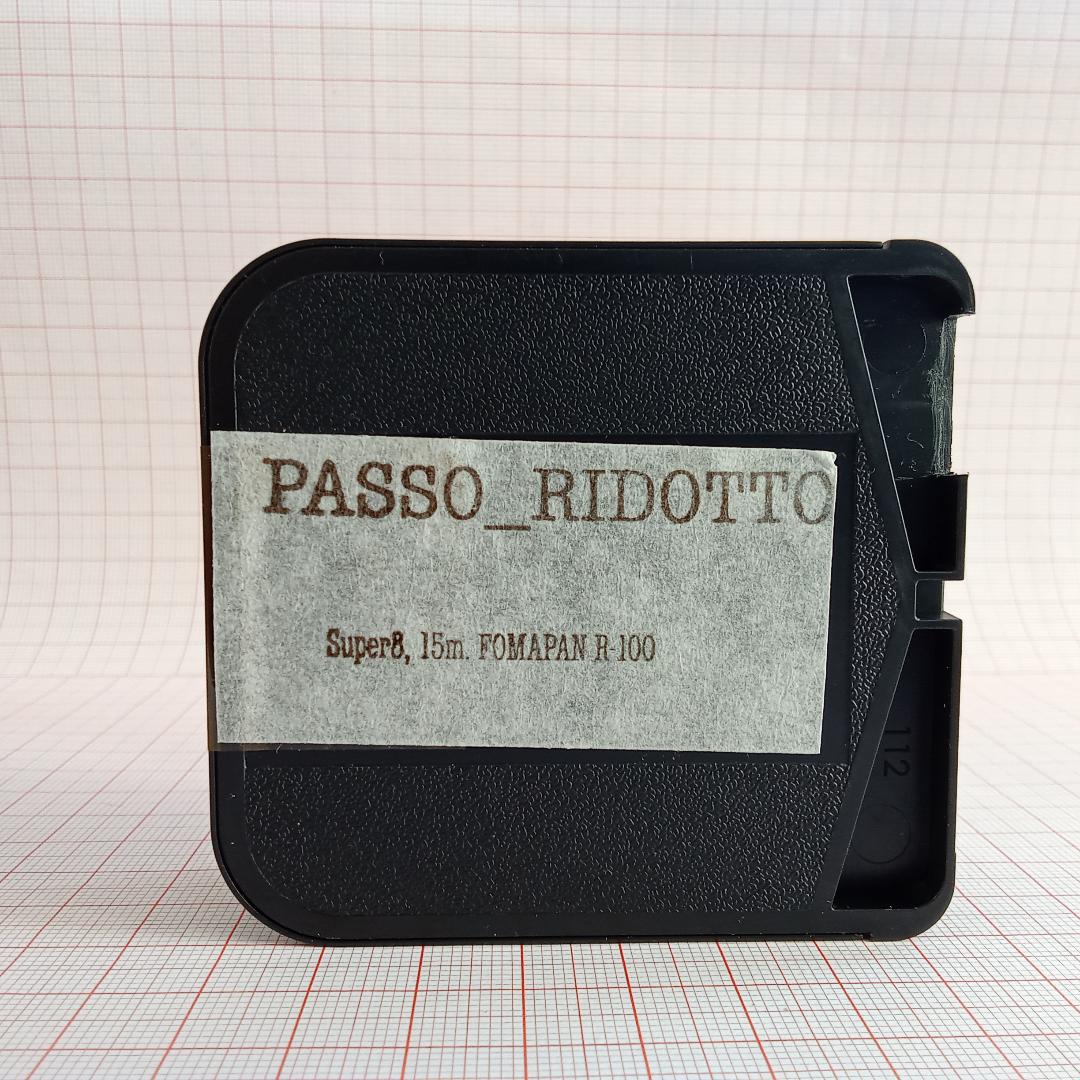 PASSO_RIDOTTO
Super8, 15m. FOMAPAN R-100
112